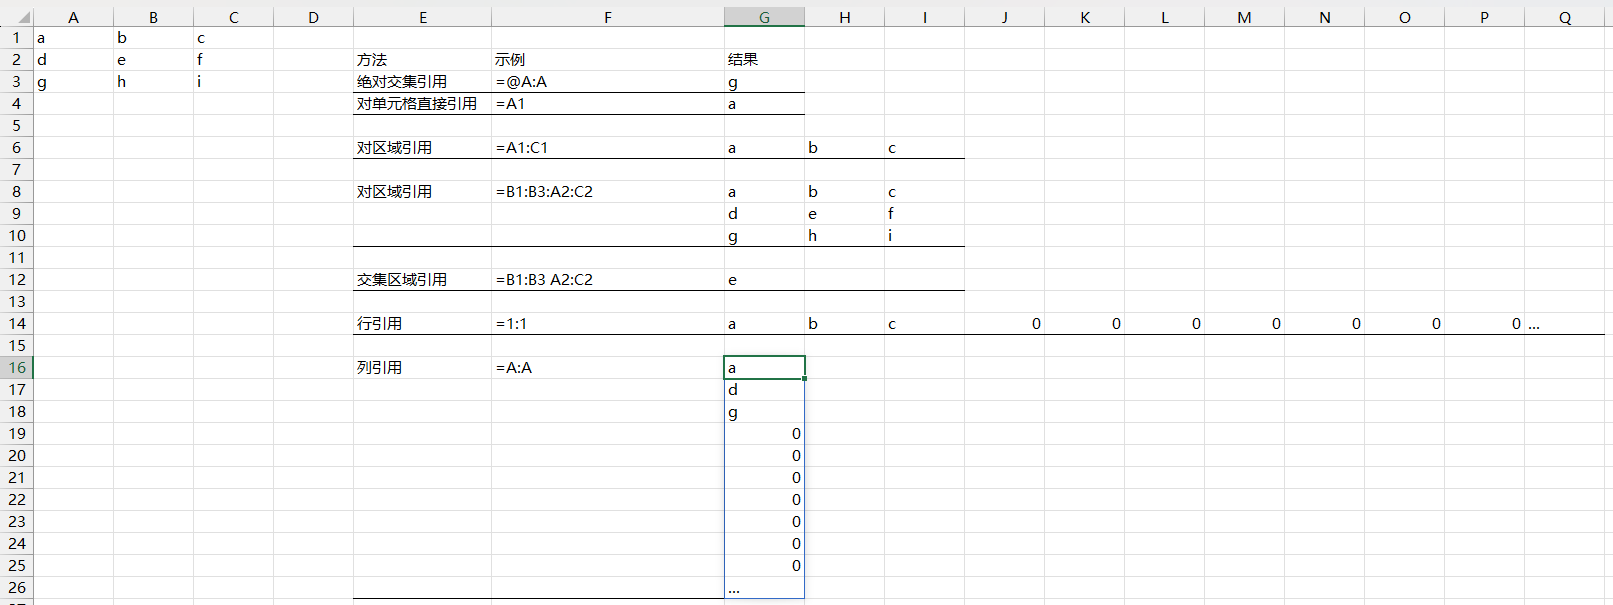 A B C D E F G H I J K L M N O P Q
1 a b c
2 d e f 方法 示例 结果
3 g h i 绝对交集引用 =@A:A g
4 对单元格直接引用 =A1 a
5
6 对区域引用 =A1:C1 a b c
7
8 对区域引用 =B1:B3:A2:C2 a b c
9 d e f
10 g h i
11
12 交集区域引用 =B1:B3 A2:C2 e
13
14 行引用 =1:1 a b c 0 0 0 0 0 0 0 ...
15
16 列引用 =A:A a
17 d
18 g
19 0
20 0
21 0
22 0
23 0
24 0
25 0
26 ...